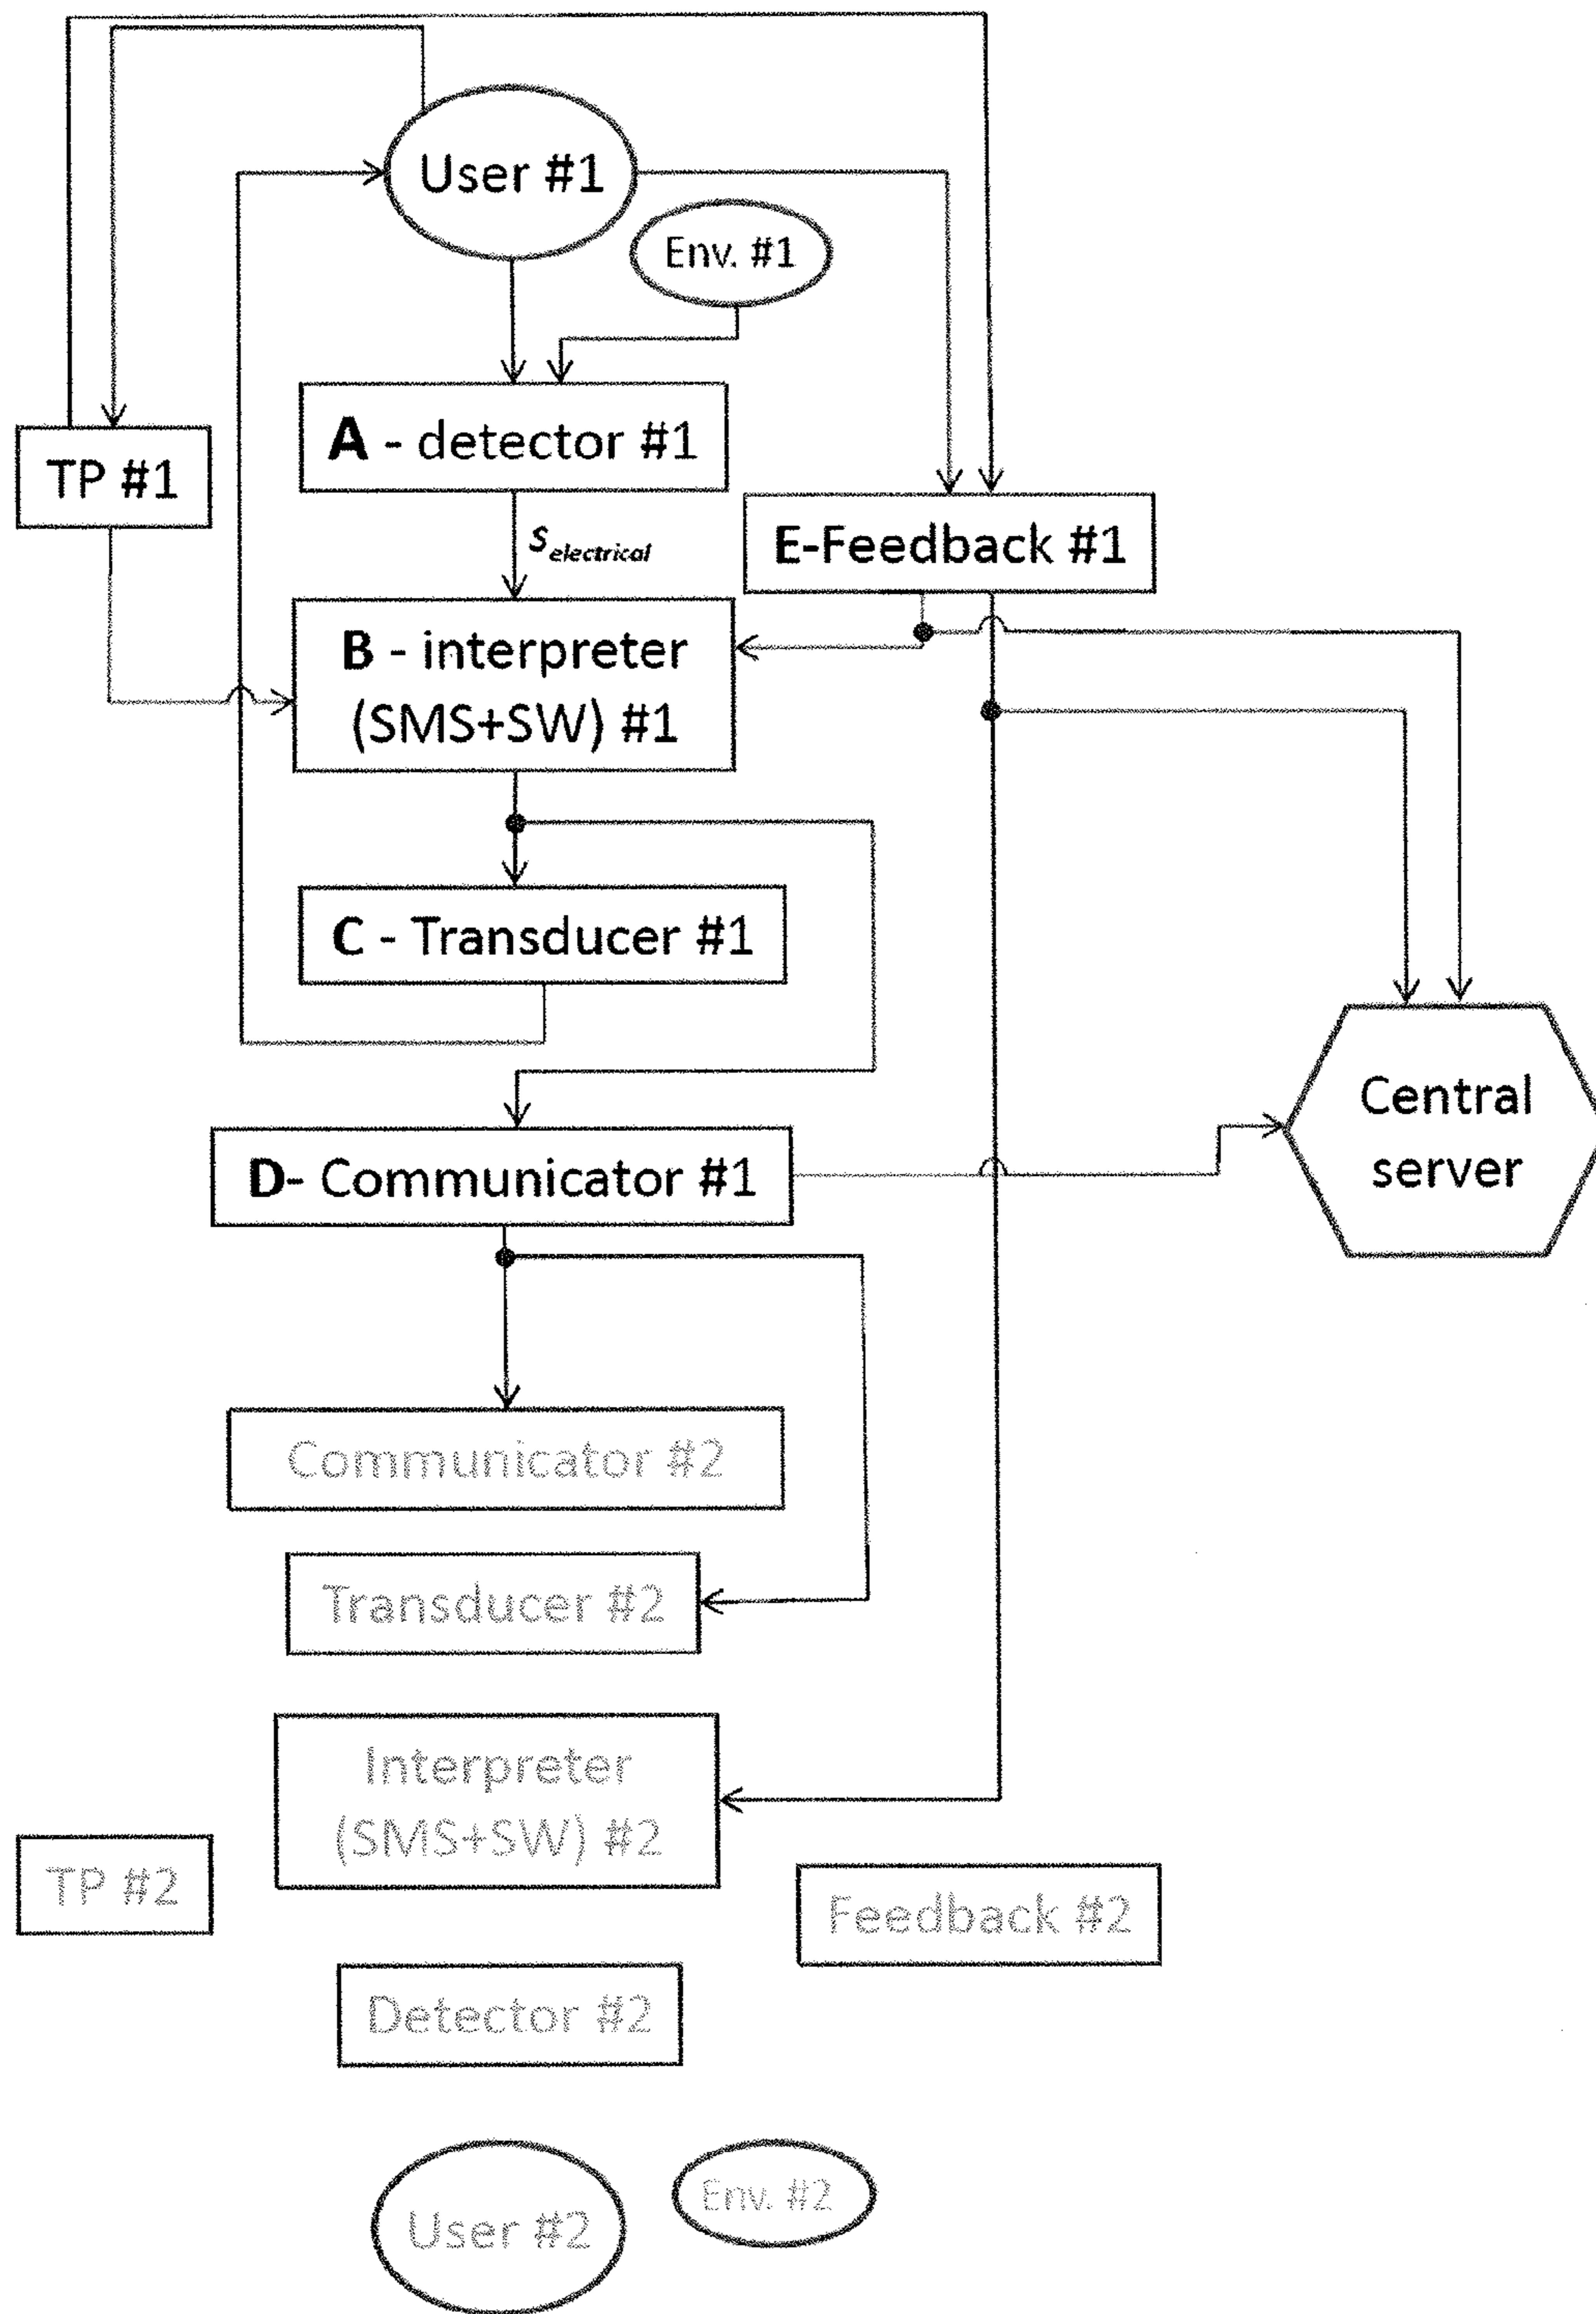 User #1
Env. #1
A - detector #1
TP #1
Selectrical
E-Feedback #1
B - interpreter
(SMS+SW) #1
C - Transducer #1
Central
server
D- Communicator #1
Communicator #2
Transducer #2
Interpreter
(SMS+SW) #2
TP #2
Feedback #2
Detector #2
Env. #2
User #2